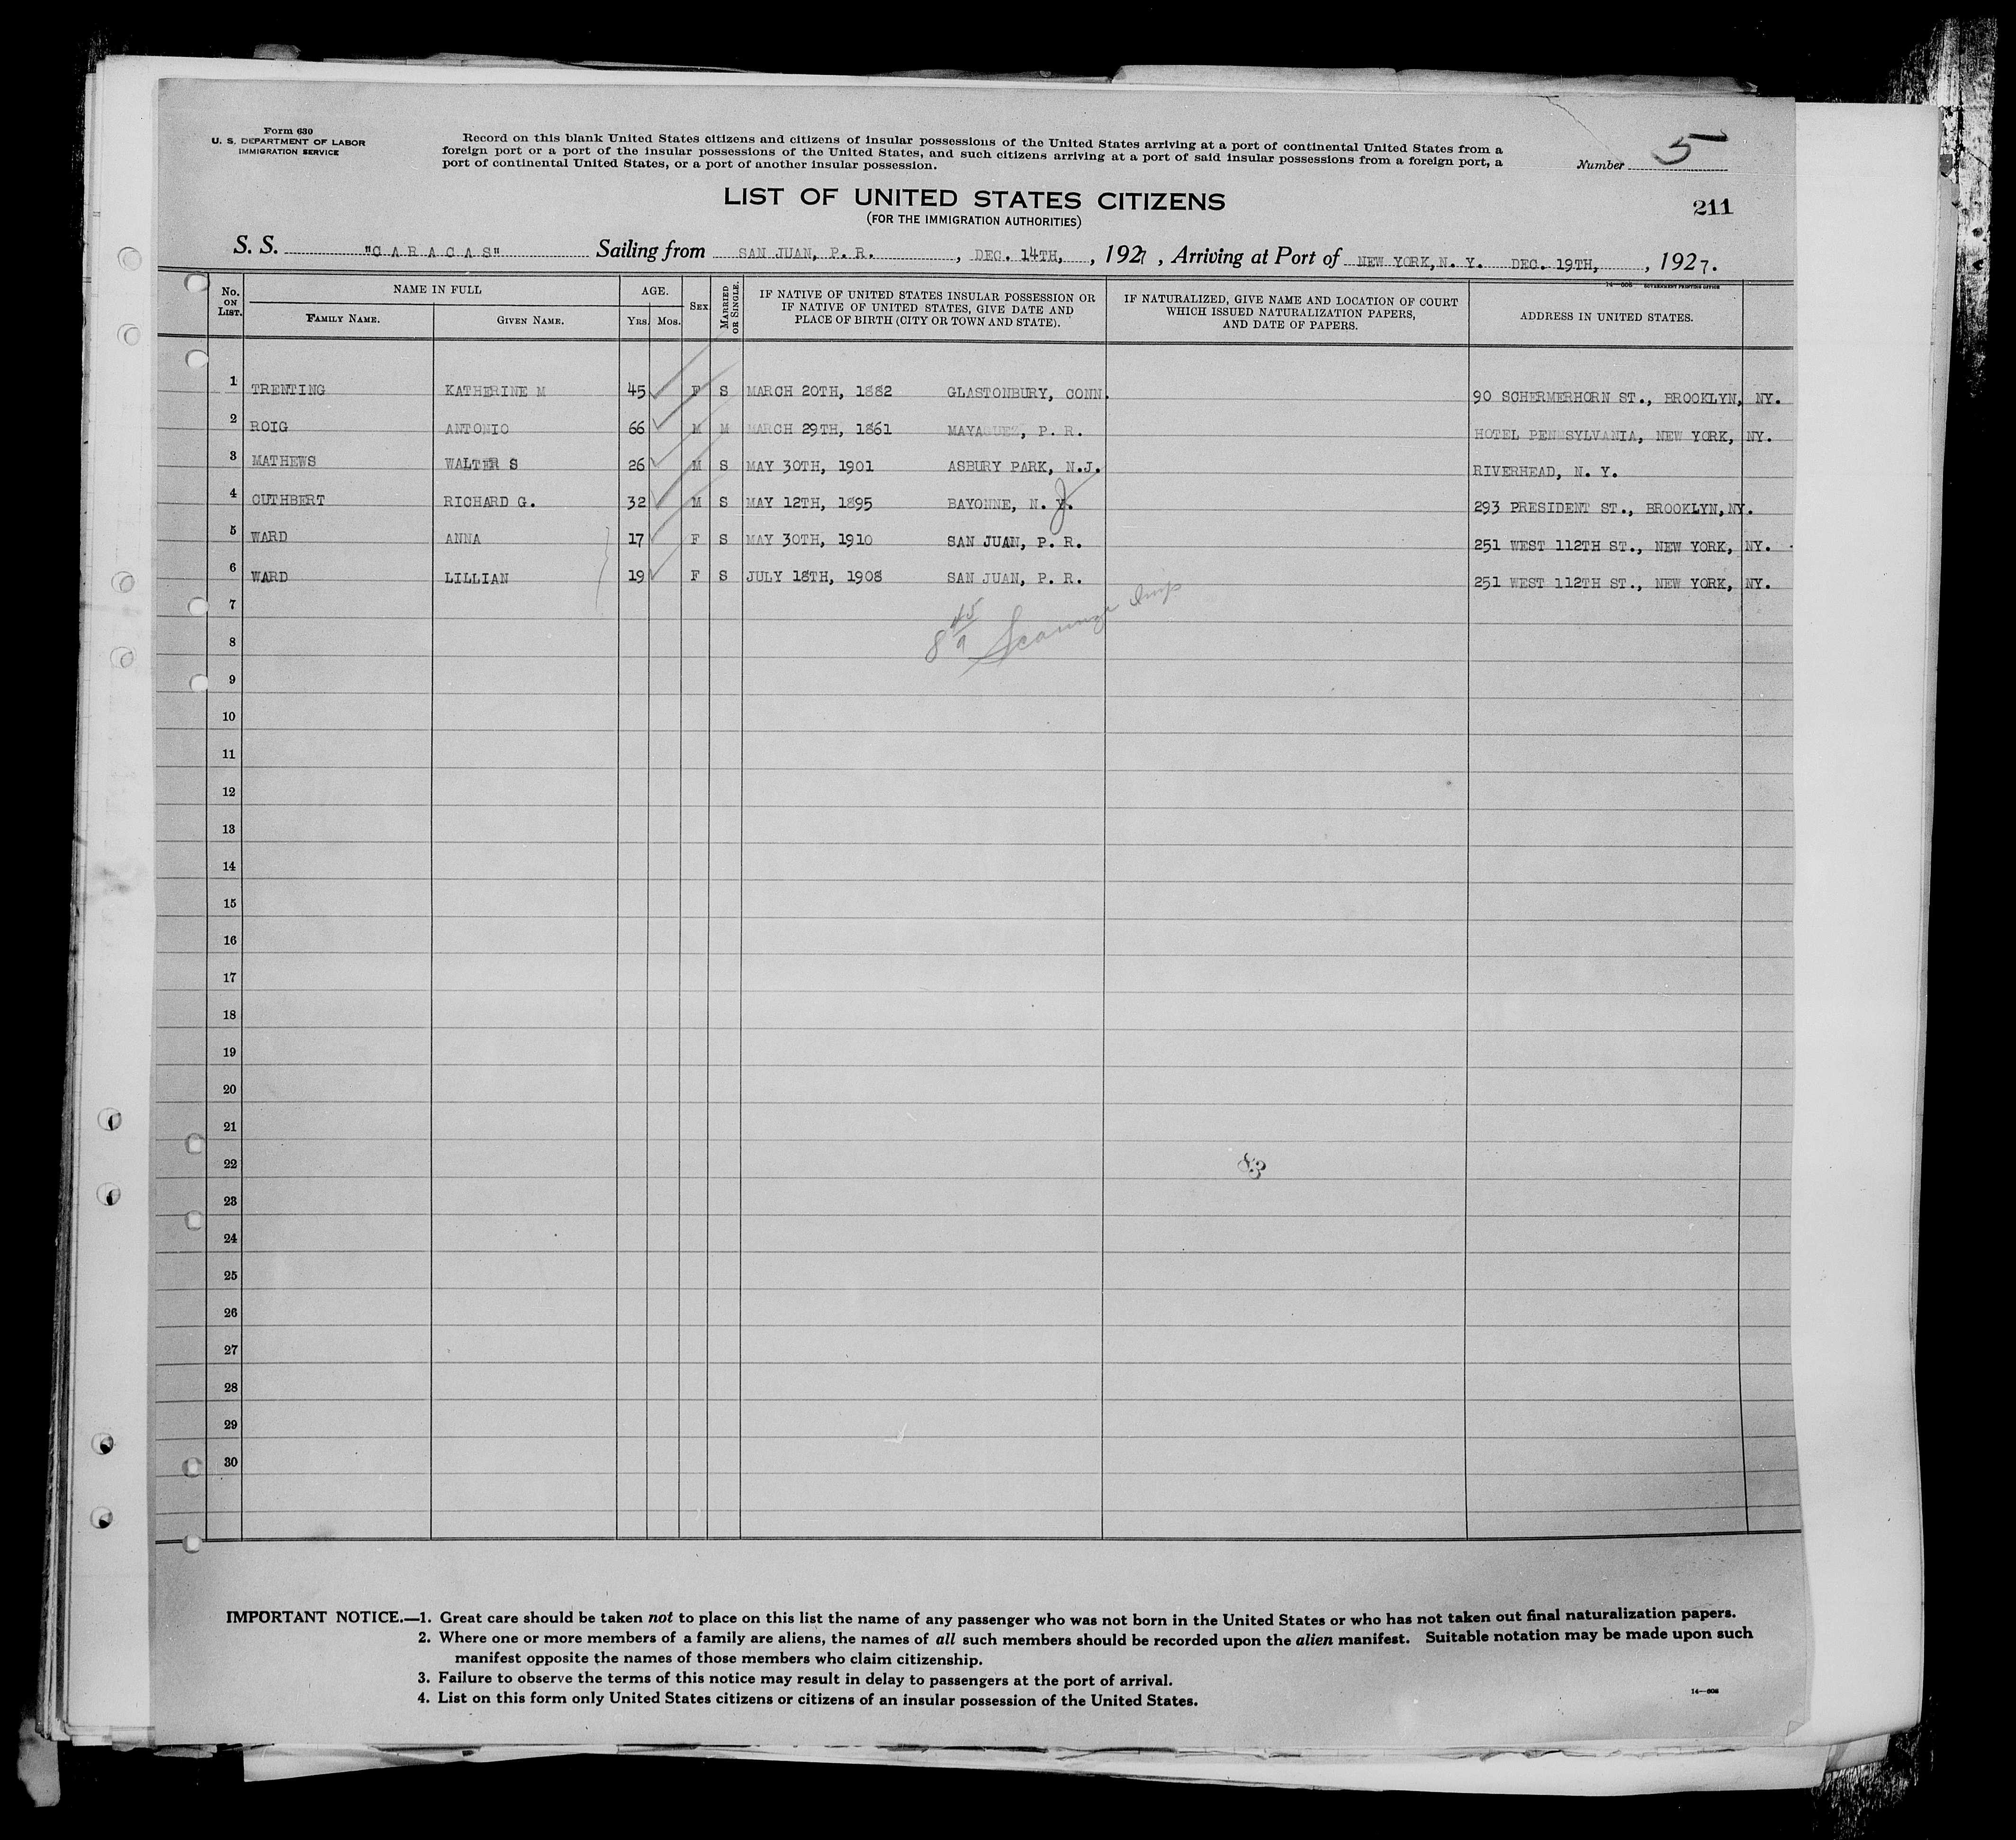 Form 630
U. S. DEPARTMENT OF LABOR
IMMIGRATION SERVICE
Record on this blank United States citizens and citizens of insular possessions of the United States arriving at a port of continental United States from a
foreign port or a port of the insular possessions of the United States, and such citizens arriving at a port of said insular possessions from a foreign port, a
port of continental United States, or a port of another insular possession.
Number 5
LIST OF UNITED STATES CITIZENS
(FOR THE IMMIGRATION AUTHORITIES)
211
S. S. "C A R A C A S" Sailing from SAN JUAN, P. R. , DEC. 14TH, , 1927 , Arriving at Port of NEW YORK, N. Y. DEC. 19TH, , 1927.
14—608 GOVERNMENT PRINTING OFFICE
No. ON LIST. NAME IN FULL FAMILY NAME. GIVEN NAME. AGE. YRS. MOS. SEX MARRIED OR SINGLE. IF NATIVE OF UNITED STATES INSULAR POSSESSION OR IF NATIVE OF UNITED STATES, GIVE DATE AND PLACE OF BIRTH (CITY OR TOWN AND STATE). IF NATURALIZED, GIVE NAME AND LOCATION OF COURT WHICH ISSUED NATURALIZATION PAPERS, AND DATE OF PAPERS. ADDRESS IN UNITED STATES.
1 TRENTING KATHERINE M 45 F S MARCH 20TH, 1882 GLASTONBURY, CONN. 90 SCHERMERHORN ST., BROOKLYN, NY.
2 ROIG ANTONIO 66 M M MARCH 29TH, 1861 MAYAGUEZ, P. R. HOTEL PENNSYLVANIA, NEW YORK, NY.
3 MATHEWS WALTER S 26 M S MAY 30TH, 1901 ASBURY PARK, N.J. RIVERHEAD, N. Y.
4 CUTHBERT RICHARD G. 32 M S MAY 12TH, 1895 BAYONNE, N. Y. J 293 PRESIDENT ST., BROOKLYN, NY.
5 WARD ANNA 17 F S MAY 30TH, 1910 SAN JUAN, P. R. 251 WEST 112TH ST., NEW YORK, NY.
6 WARD LILLIAN 19 F S JULY 18TH, 1908 SAN JUAN, P. R. 251 WEST 112TH ST., NEW YORK, NY.
7
8
9
10
11
12
13
14
15
16
17
18
19
20
21
22
23
24
25
26
27
28
29
30
IMPORTANT NOTICE.—1. Great care should be taken not to place on this list the name of any passenger who was not born in the United States or who has not taken out final naturalization papers.
2. Where one or more members of a family are aliens, the names of all such members should be recorded upon the alien manifest. Suitable notation may be made upon such
manifest opposite the names of those members who claim citizenship.
3. Failure to observe the terms of this notice may result in delay to passengers at the port of arrival.
4. List on this form only United States citizens or citizens of an insular possession of the United States.
14—608